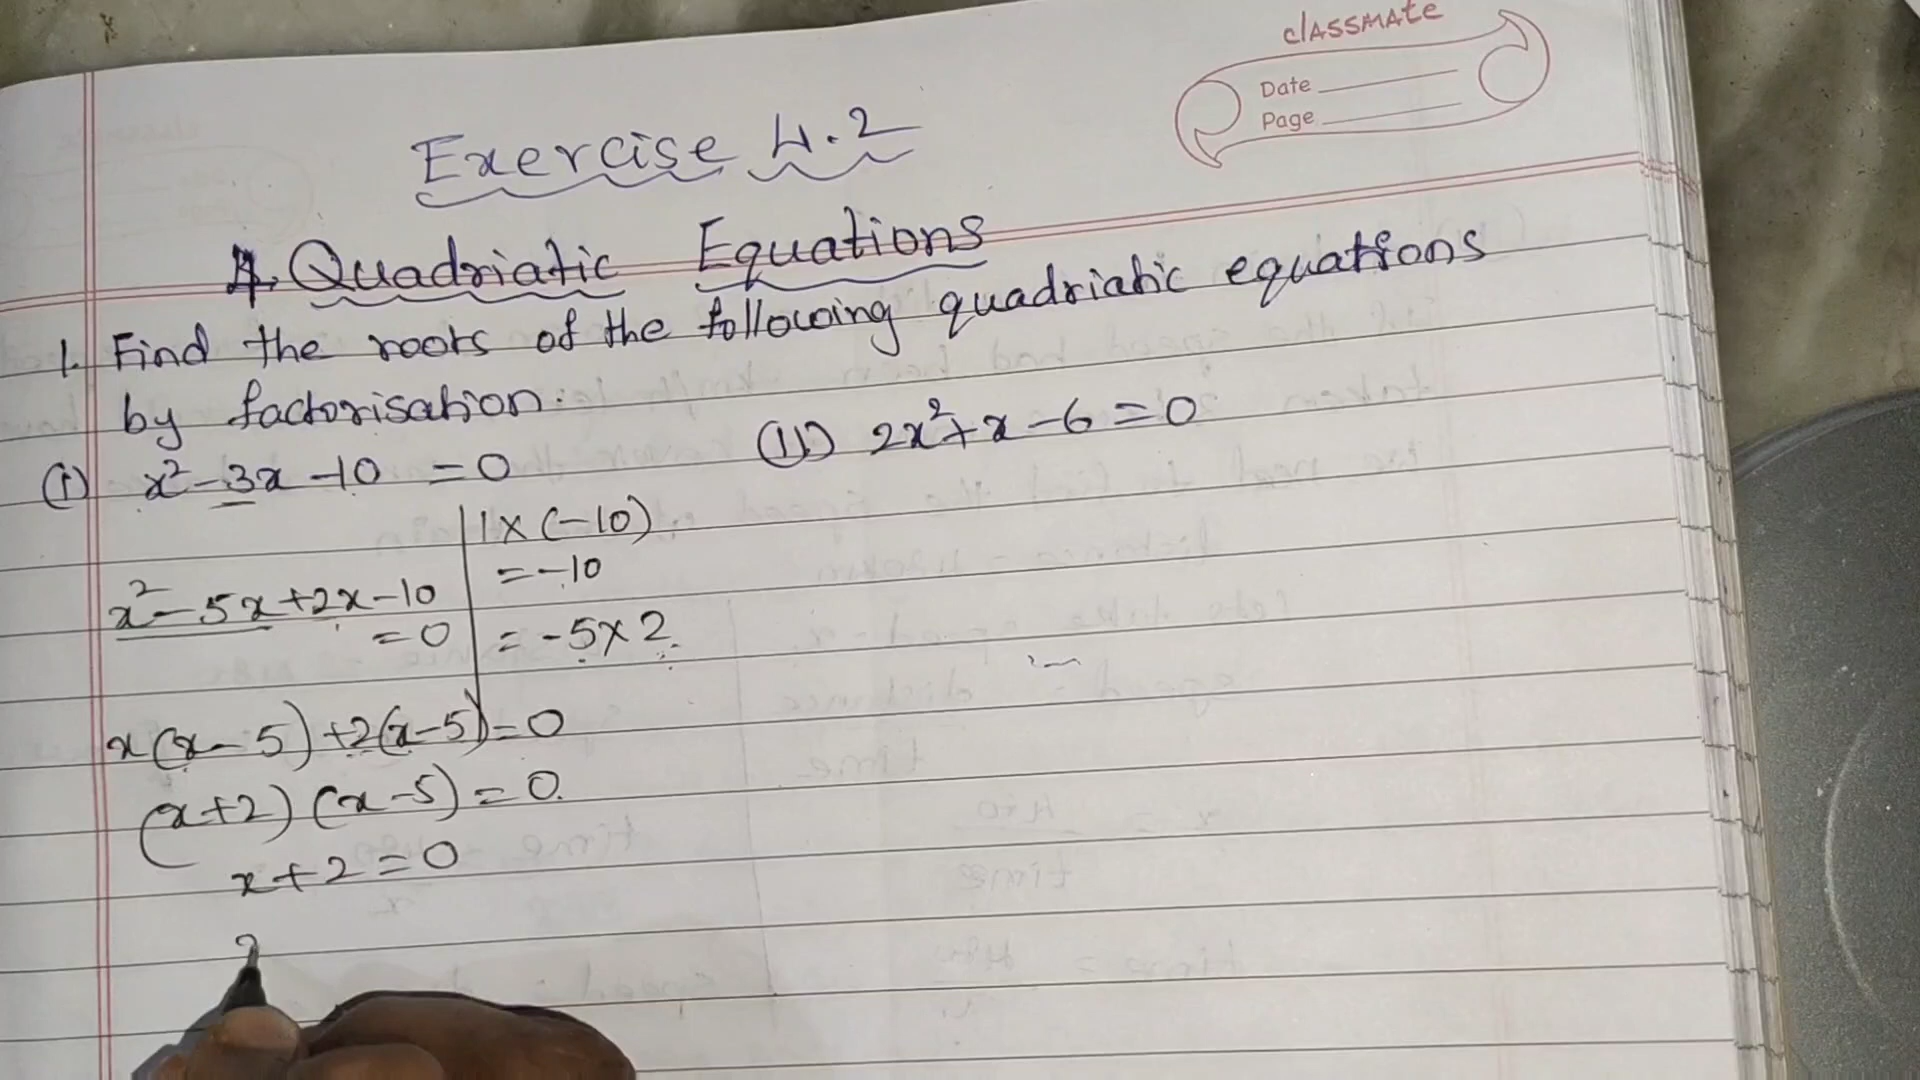 classmate
Date
Page
Exercise 4.2
4. Quadriatic Equations
1. Find the roots of the following quadriatic equations
by factorisation.
(i) x² - 3x - 10 = 0
(ii) 2x² + x - 6 = 0
1 × (-10)
= -10
x² - 5x + 2x - 10
= 0
= -5 × 2
x(x - 5) + 2(x - 5) = 0
(x + 2) (x - 5) = 0
x + 2 = 0